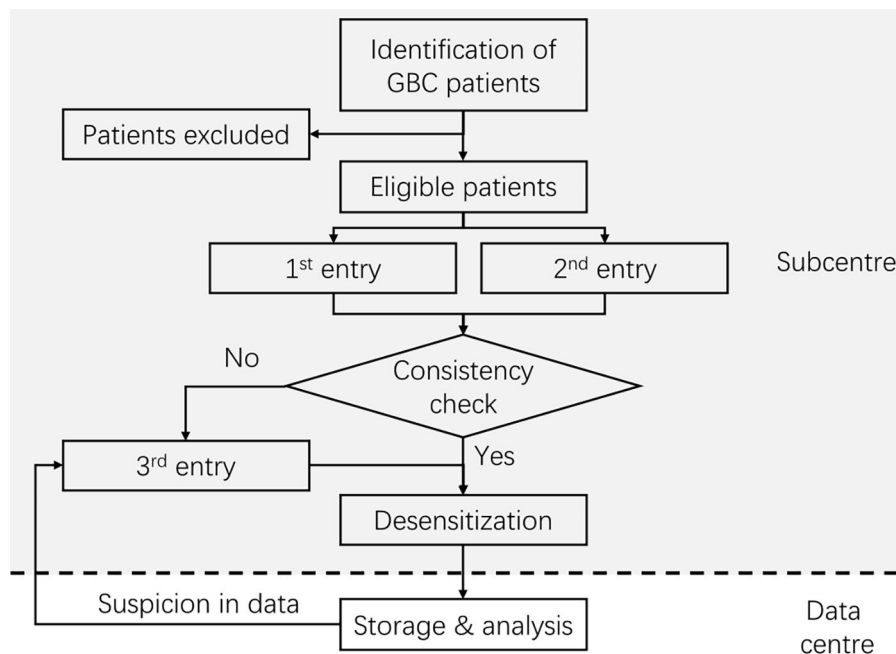 Identification of
GBC patients
Patients excluded
Eligible patients
1st entry
2nd entry
Subcentre
No
Consistency
check
3rd entry
Yes
Desensitization
Suspicion in data
Storage & analysis
Data
centre